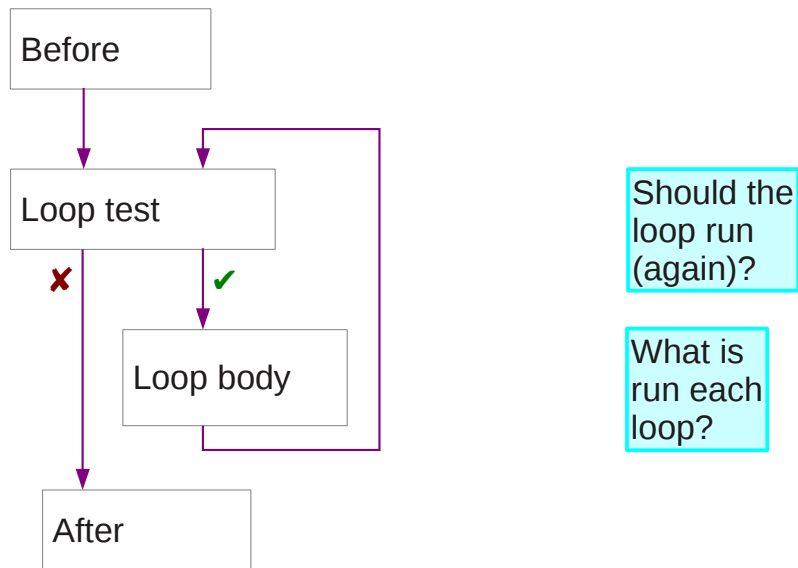 Before
Loop test
Should the
loop run
(again)?
✘
✔
Loop body
What is
run each
loop?
After